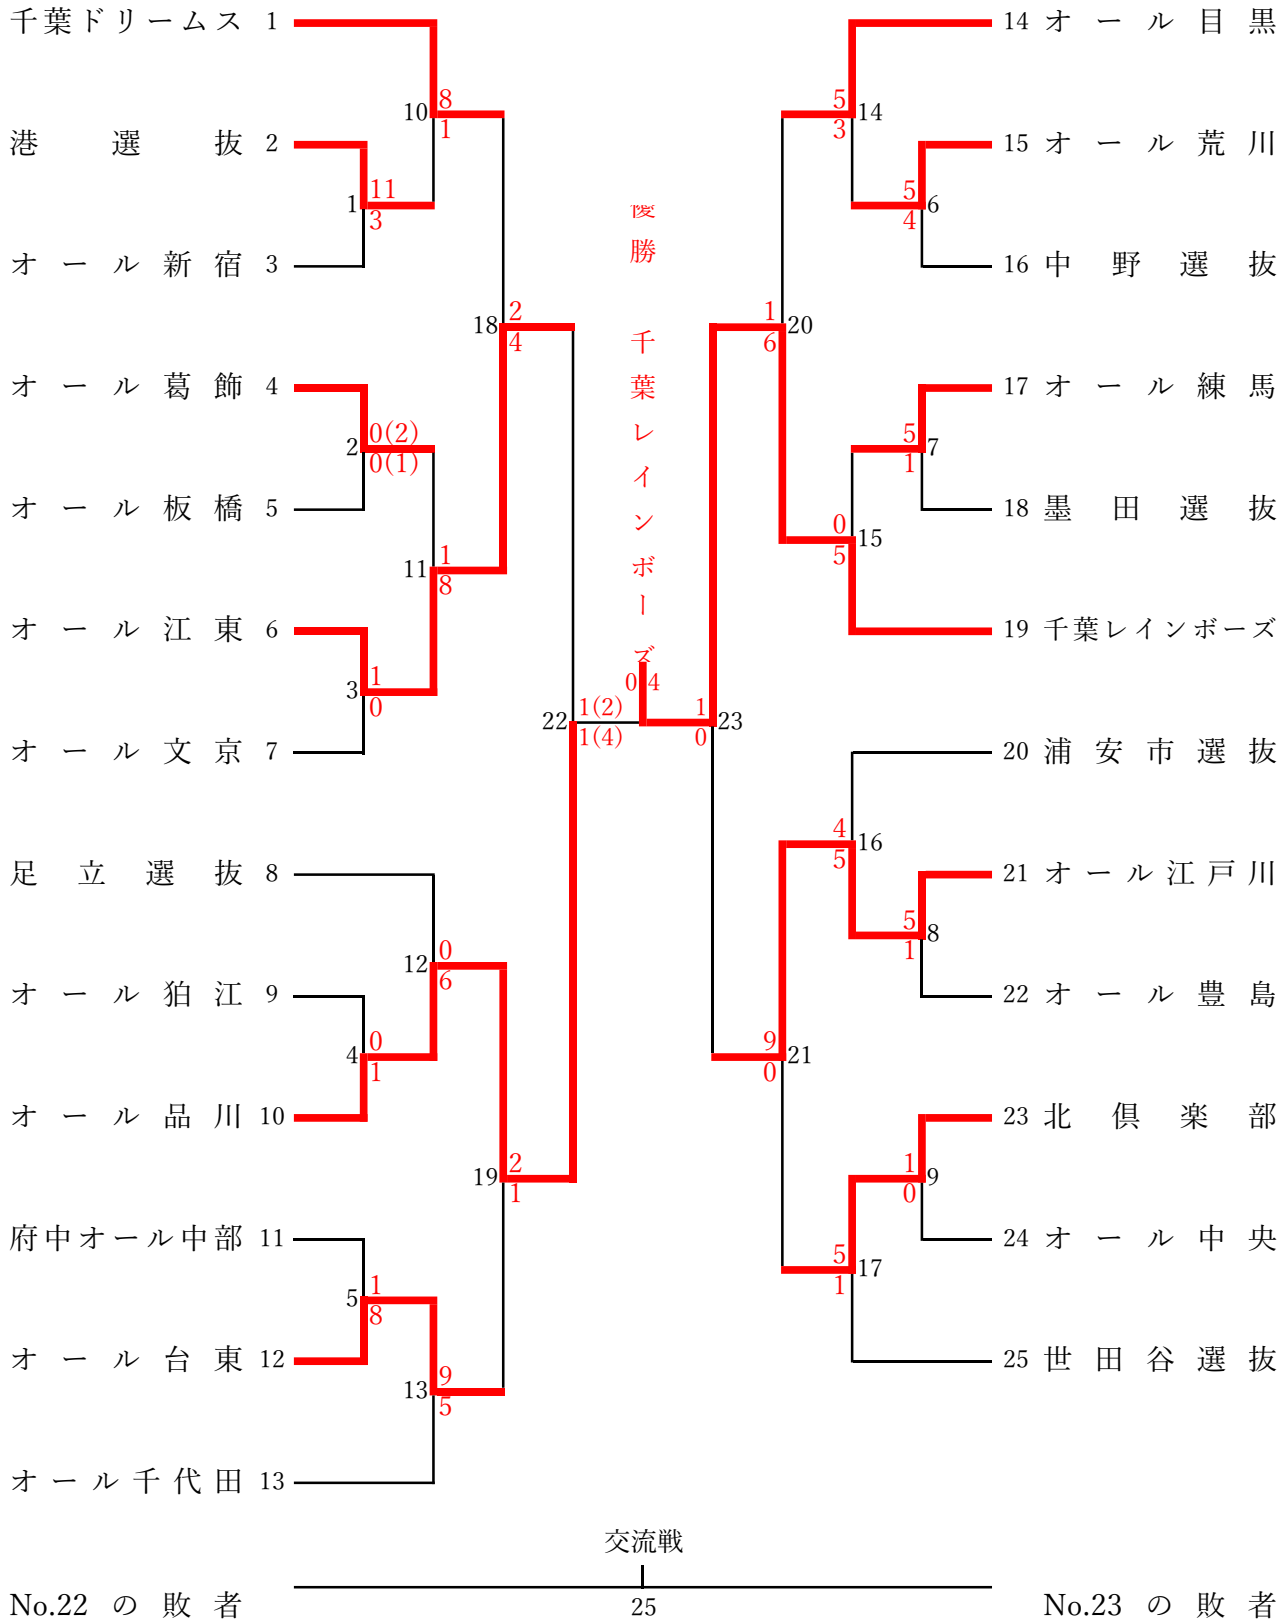 千葉ドリームス 1
10
8
1
港選抜 2
1
11
3
オール新宿 3
18
2
4
オール葛飾 4
2
0(2)
0(1)
オール板橋 5
11
1
8
オール江東 6
3
1
0
オール文京 7
22
1(2)
1(4)
足立選抜 8
12
0
6
オール狛江 9
4
0
1
オール品川 10
19
2
1
府中オール中部 11
5
1
8
オール台東 12
13
9
5
オール千代田 13
優勝 千葉レインボーズ
0 4
14 オール目黒
5
3
14
15 オール荒川
5
4
6
16 中野選抜
1
6
20
17 オール練馬
5
1
7
18 墨田選抜
0
5
15
19 千葉レインボーズ
1
0
23
20 浦安市選抜
4
5
16
21 オール江戸川
5
1
8
22 オール豊島
9
0
21
23 北倶楽部
1
0
9
24 オール中央
5
1
17
25 世田谷選抜
交流戦
No.22の敗者
25
No.23の敗者